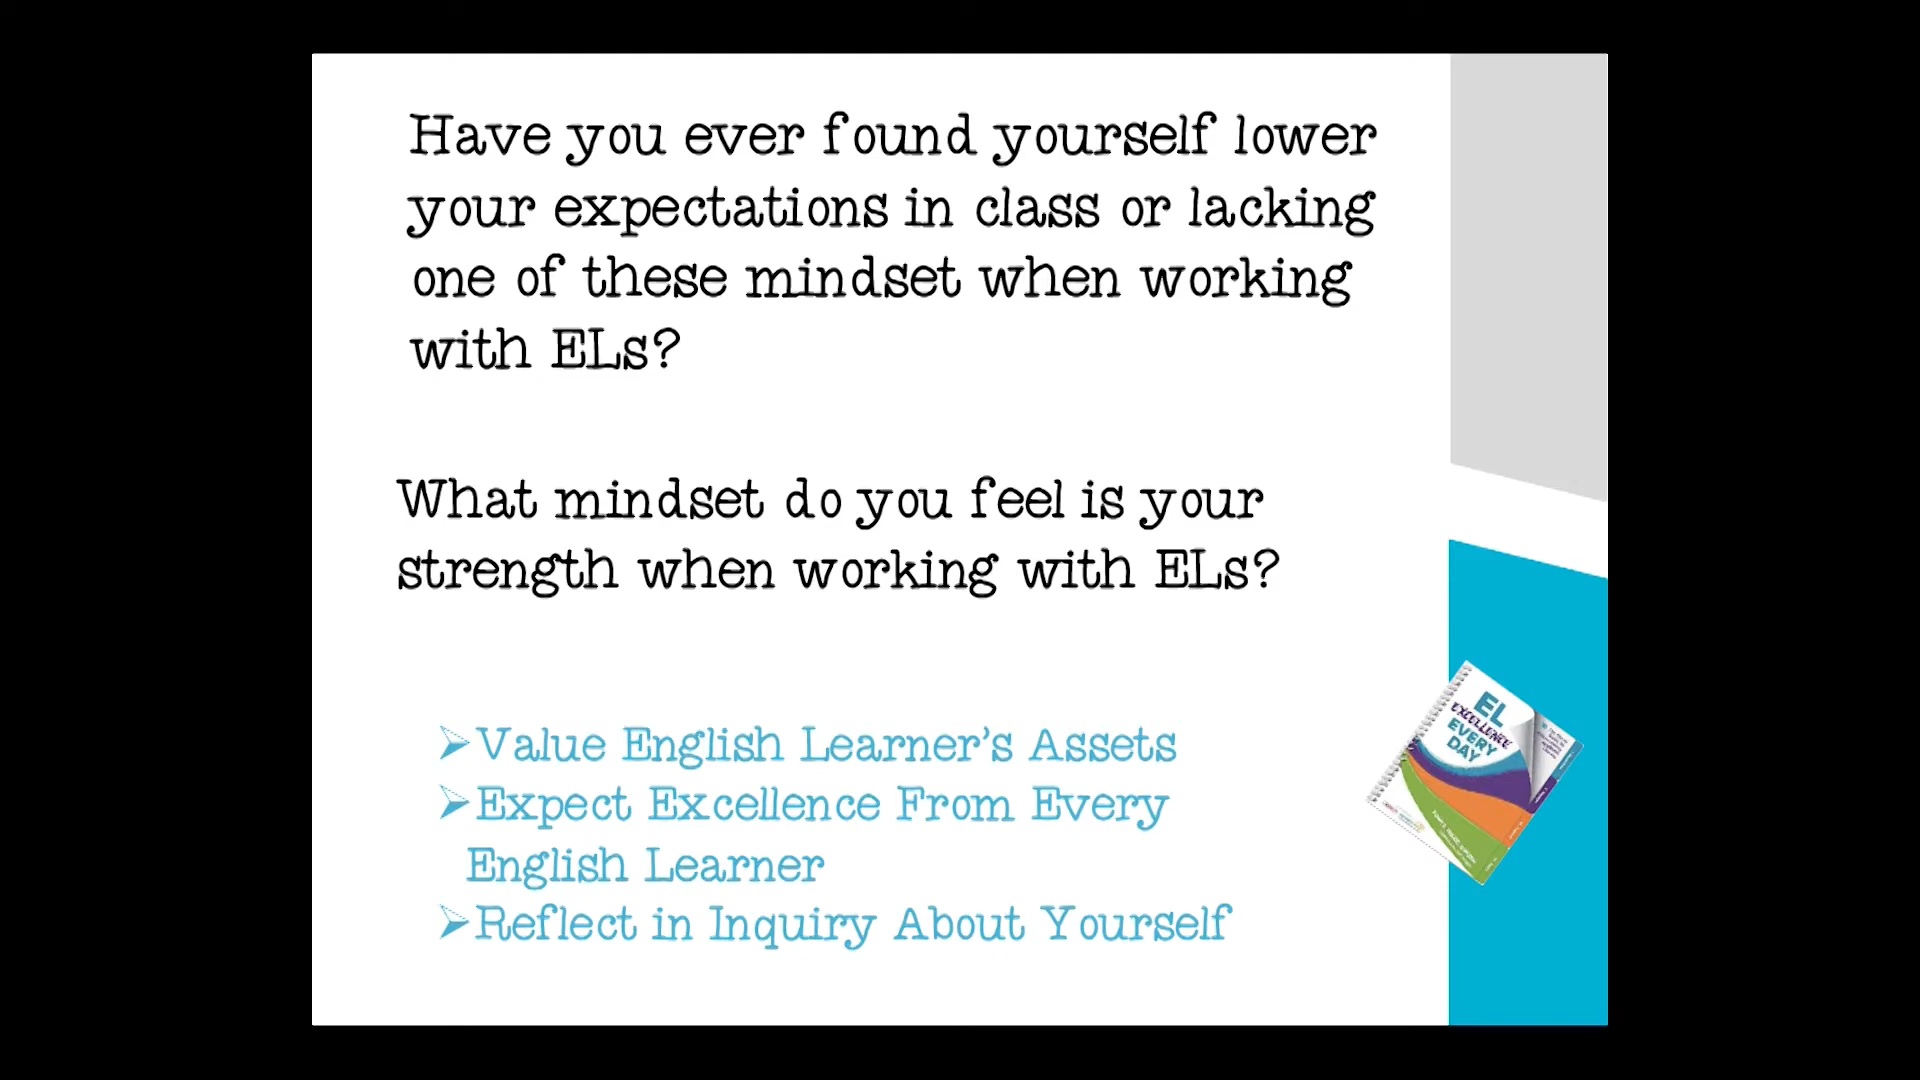 Have you ever found yourself lower
your expectations in class or lacking
one of these mindset when working
with ELs?
What mindset do you feel is your
strength when working with ELs?
➢Value English Learner’s Assets
➢Expect Excellence From Every
English Learner
➢Reflect in Inquiry About Yourself
EL
EXCELLENCE
EVERY
DAY